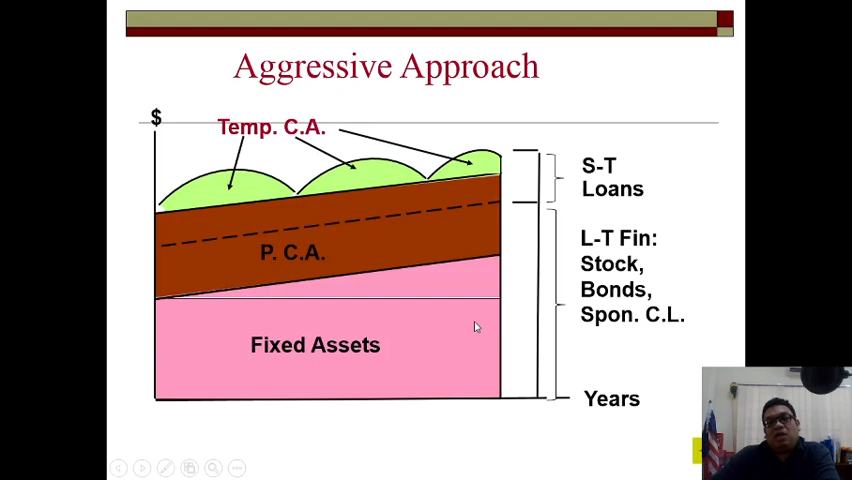 Aggressive Approach
$
Temp. C.A.
S-T
Loans
P. C.A.
L-T Fin:
Stock,
Bonds,
Spon. C.L.
Fixed Assets
Years